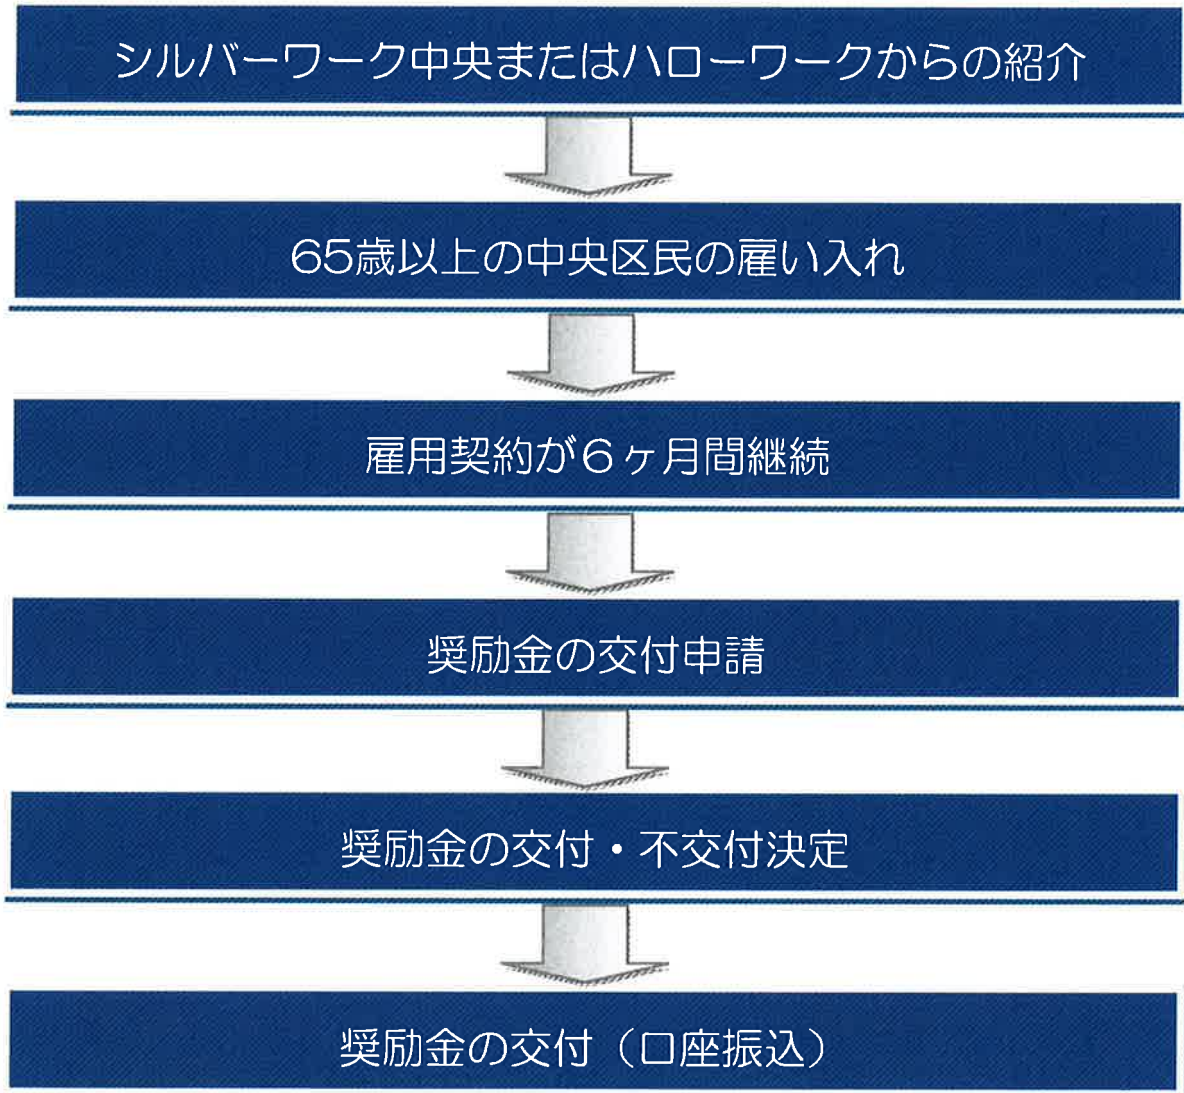 シルバーワーク中央またはハローワークからの紹介
65歳以上の中央区民の雇い入れ
雇用契約が6ヶ月間継続
奨励金の交付申請
奨励金の交付・不交付決定
奨励金の交付（口座振込）